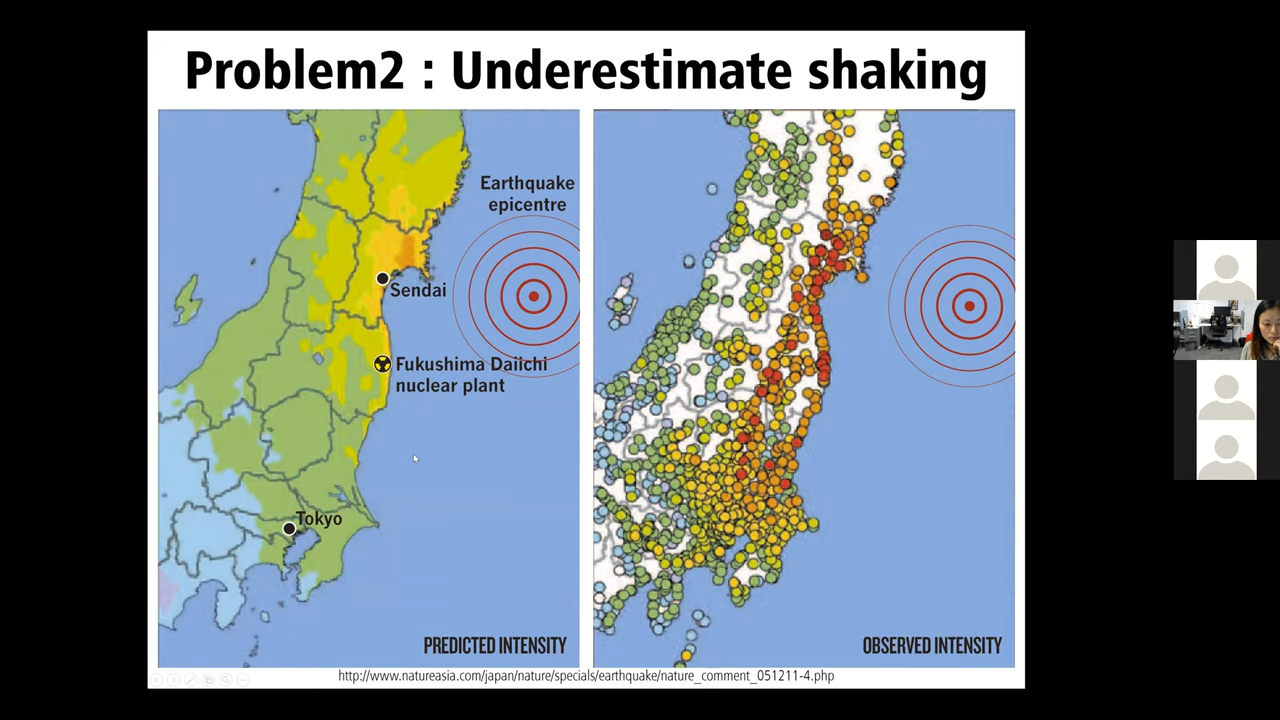 Problem2 : Underestimate shaking
Earthquake
epicentre
Sendai
Fukushima Daiichi
nuclear plant
Tokyo
PREDICTED INTENSITY
OBSERVED INTENSITY
http://www.natureasia.com/japan/nature/specials/earthquake/nature_comment_051211-4.php